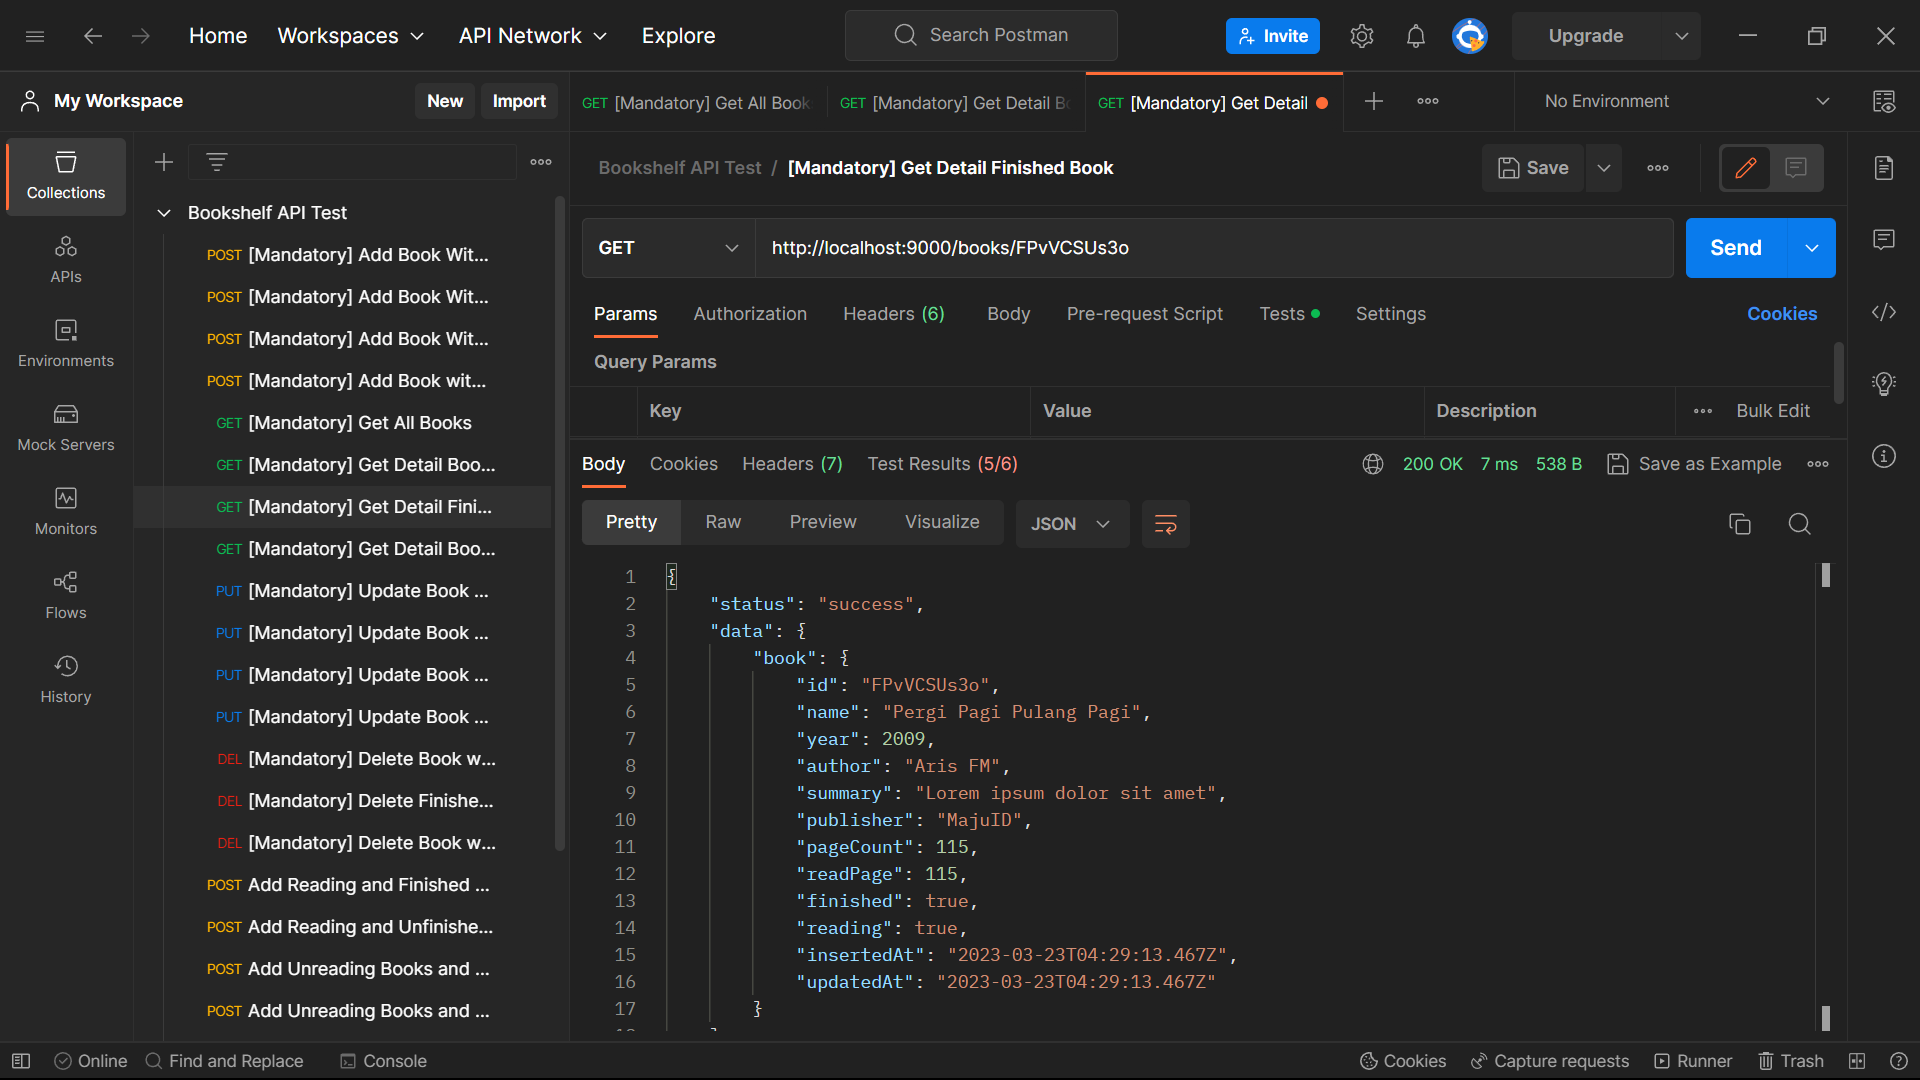 Home Workspaces API Network Explore Search Postman Invite Upgrade
My Workspace New Import
GET [Mandatory] Get All Book GET [Mandatory] Get Detail Bo GET [Mandatory] Get Detail No Environment
Collections
APIs
Environments
Mock Servers
Monitors
Flows
History
Bookshelf API Test
POST [Mandatory] Add Book Wit...
POST [Mandatory] Add Book Wit...
POST [Mandatory] Add Book Wit...
POST [Mandatory] Add Book wit...
GET [Mandatory] Get All Books
GET [Mandatory] Get Detail Boo...
GET [Mandatory] Get Detail Fini...
GET [Mandatory] Get Detail Boo...
PUT [Mandatory] Update Book ...
PUT [Mandatory] Update Book ...
PUT [Mandatory] Update Book ...
PUT [Mandatory] Update Book ...
DEL [Mandatory] Delete Book w...
DEL [Mandatory] Delete Finishe...
DEL [Mandatory] Delete Book w...
POST Add Reading and Finished ...
POST Add Reading and Unfinishe...
POST Add Unreading Books and ...
POST Add Unreading Books and ...
Bookshelf API Test / [Mandatory] Get Detail Finished Book Save
GET http://localhost:9000/books/FPvVCSUs3o Send
Params Authorization Headers (6) Body Pre-request Script Tests Settings Cookies
Query Params
Key Value Description Bulk Edit
Body Cookies Headers (7) Test Results (5/6) 200 OK 7 ms 538 B Save as Example
Pretty Raw Preview Visualize JSON
1 {
2 "status": "success",
3 "data": {
4 "book": {
5 "id": "FPvVCSUs3o",
6 "name": "Pergi Pagi Pulang Pagi",
7 "year": 2009,
8 "author": "Aris FM",
9 "summary": "Lorem ipsum dolor sit amet",
10 "publisher": "MajuID",
11 "pageCount": 115,
12 "readPage": 115,
13 "finished": true,
14 "reading": true,
15 "insertedAt": "2023-03-23T04:29:13.467Z",
16 "updatedAt": "2023-03-23T04:29:13.467Z"
17 }
Online Find and Replace Console Cookies Capture requests Runner Trash